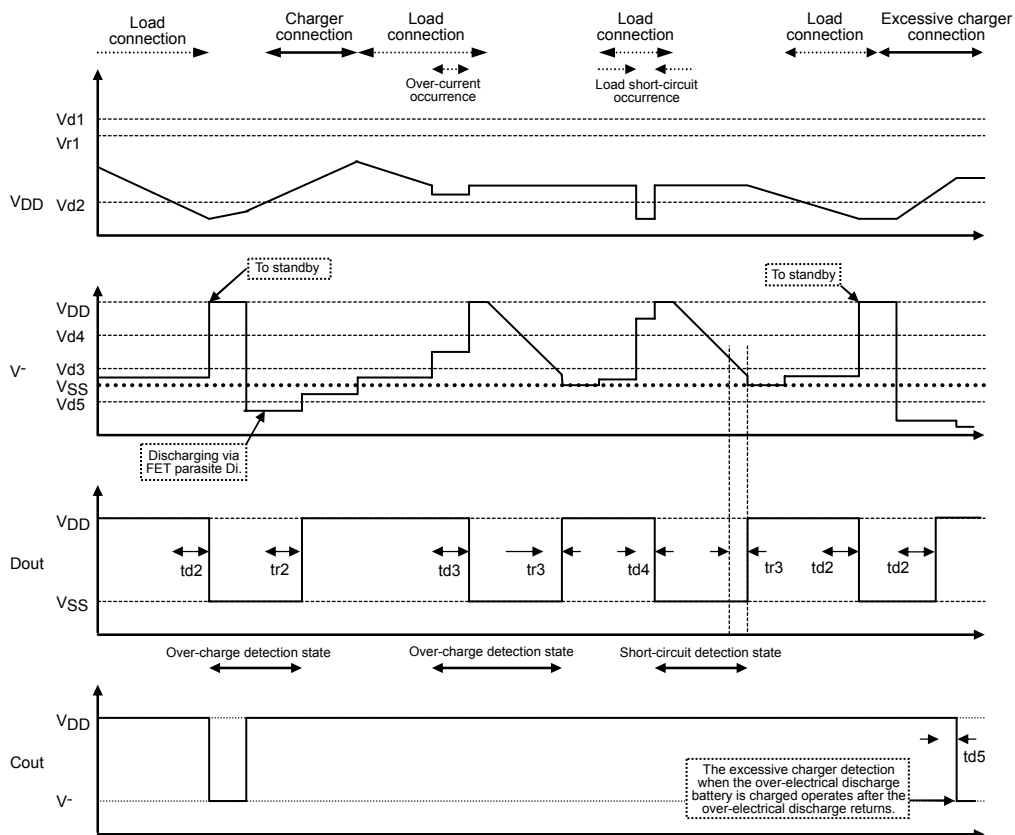 Load
connection
Charger
connection
Load
connection
Load
connection
Load
connection
Excessive charger
connection
Over-current
occurrence
Load short-circuit
occurrence
Vd1
Vr1
VDD
Vd2
To standby
To standby
VDD
Vd4
V-
Vd3
VSS
Vd5
Discharging via
FET parasite Di.
VDD
Dout
td2
tr2
td3
tr3
td4
tr3
td2
td2
VSS
Over-charge detection state
Over-charge detection state
Short-circuit detection state
VDD
Cout
td5
The excessive charger detection
when the over-electrical discharge
battery is charged operates after the
over-electrical discharge returns.
V-